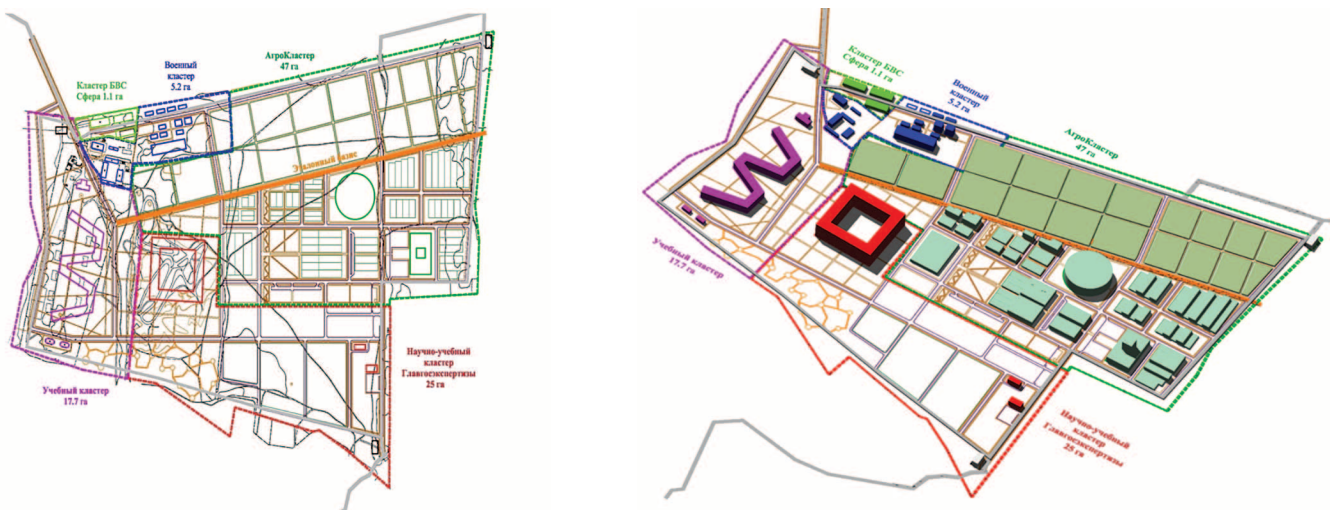 АгроКластер
47 га
Военный
кластер
5.2 га
Кластер БВС
Сфера 1.1 га
Эталонный базис
Научно-учебный
кластер
Главгосэкспертизы
25 га
Учебный кластер
17.7 га
Кластер БВС
Сфера 1.1 га
Военный
кластер
5.2 га
АгроКластер
47 га
Учебный кластер
17.7 га
Научно-учебный
кластер
Главгосэкспертизы
25 га